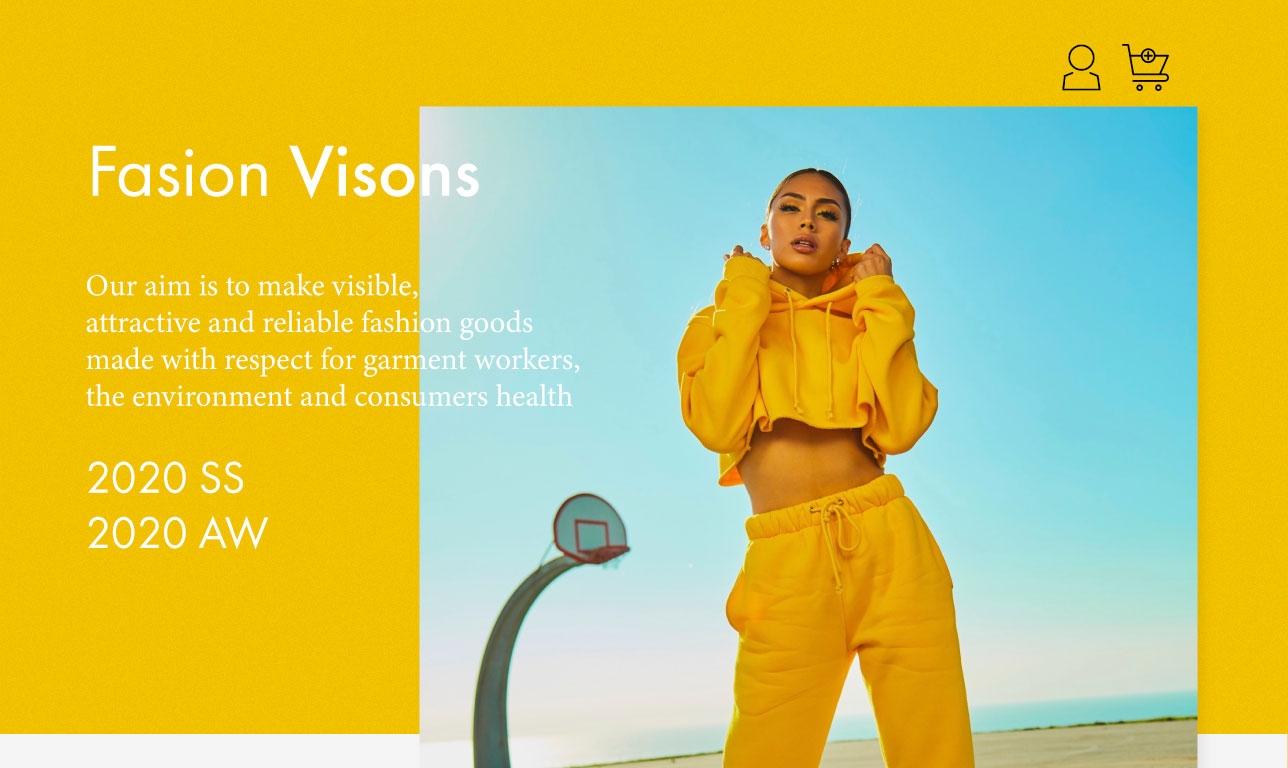 Fasion Visons
Our aim is to make visible,
attractive and reliable fashion goods
made with respect for garment workers,
the environment and consumers health
2020 SS
2020 AW